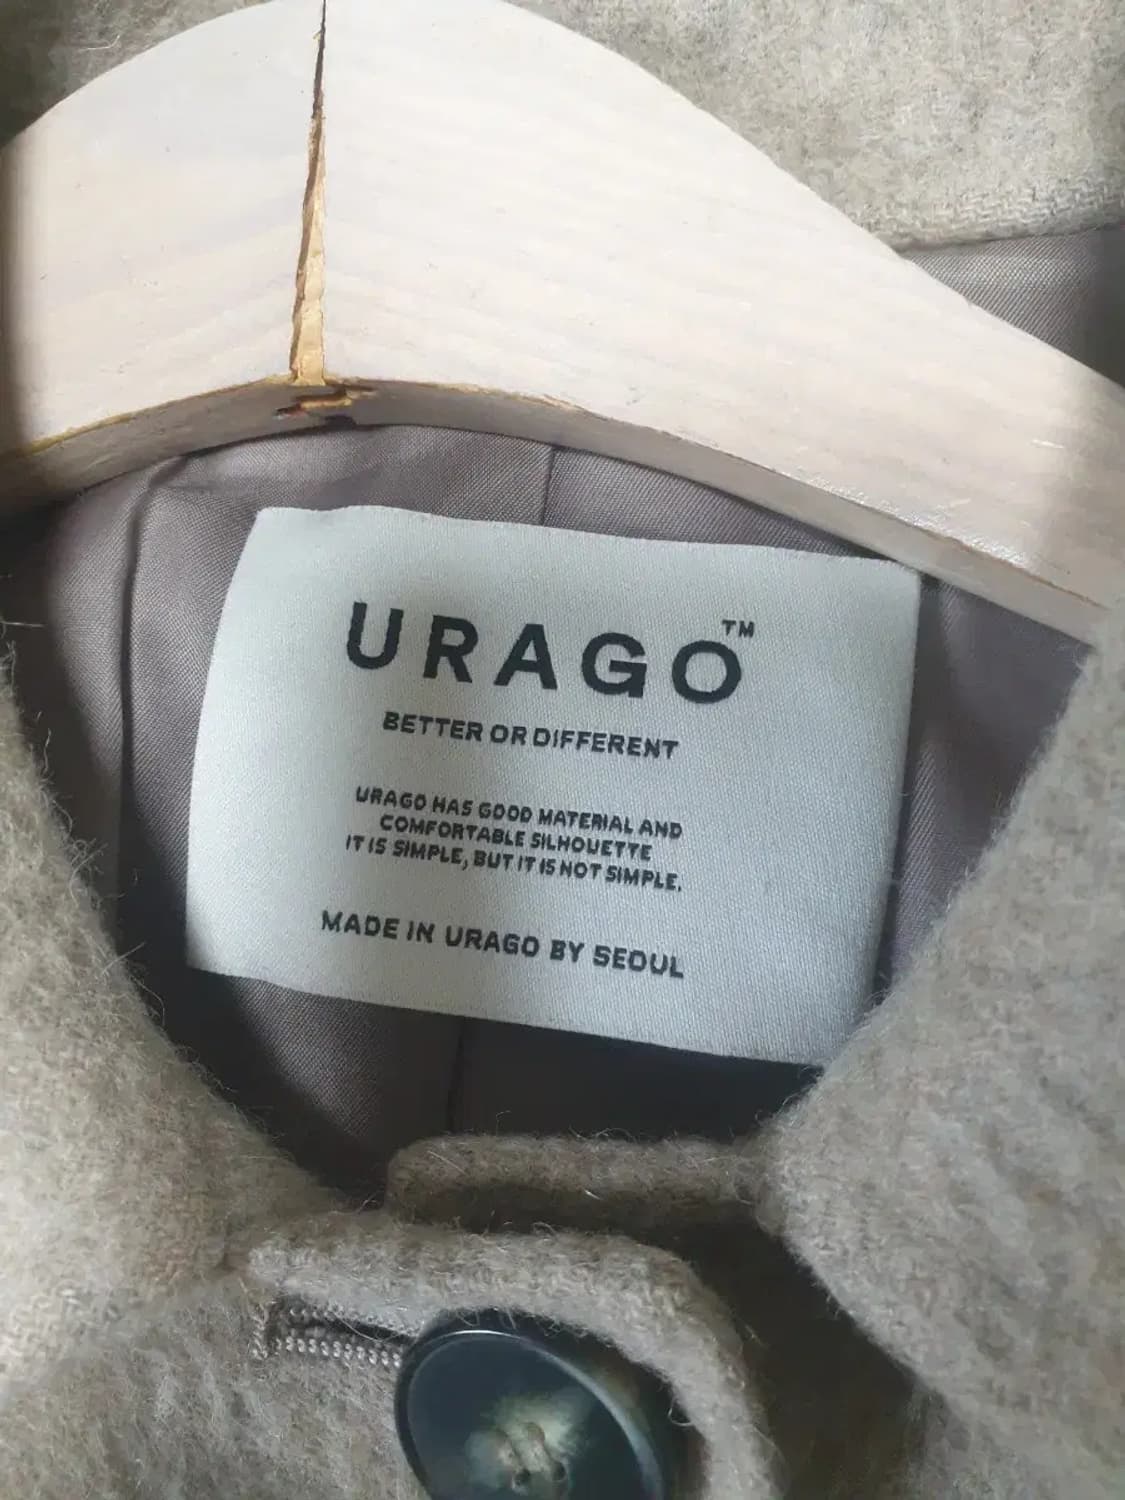 URAGO™
BETTER OR DIFFERENT
URAGO HAS GOOD MATERIAL AND
COMFORTABLE SILHOUETTE
IT IS SIMPLE, BUT IT IS NOT SIMPLE.
MADE IN URAGO BY SEOUL